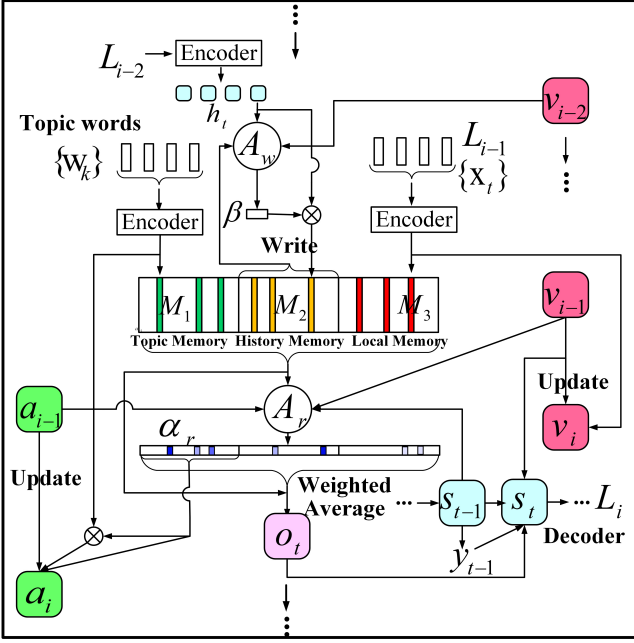 L_{i-2}
Encoder
h_t
v_{i-2}
Topic words
{w_k}
A_w
L_{i-1}
{x_t}
β
Encoder
Encoder
Write
M_1
M_2
M_3
Topic Memory
History Memory
Local Memory
v_{i-1}
Update
a_{i-1}
A_r
α_r
v_i
Update
Weighted
Average
...
s_{t-1}
s_t
... L_i
o_t
y_{t-1}
Decoder
a_i